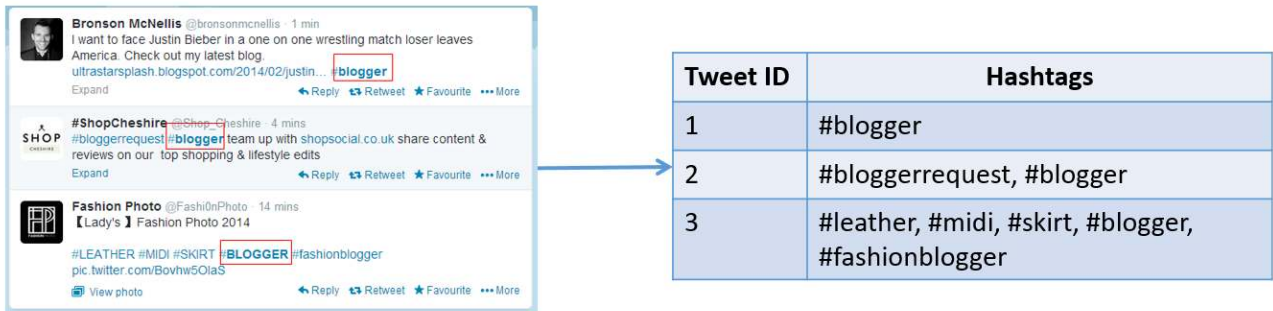 Bronson McNellis @bronsonmcnellis · 1 min
I want to face Justin Bieber in a one on one wrestling match loser leaves
America. Check out my latest blog.
ultrastarsplash.blogspot.com/2014/02/justin... #blogger
Expand Reply Retweet Favourite More
SHOP
CHESHIRE
#ShopCheshire @Shop_Cheshire · 4 mins
#bloggerrequest #blogger team up with shopsocial.co.uk share content &
reviews on our top shopping & lifestyle edits
Expand Reply Retweet Favourite More
Fashion Photo @Fashi0nPhoto · 14 mins
【Lady's 】Fashion Photo 2014
#LEATHER #MIDI #SKIRT #BLOGGER #fashionblogger
pic.twitter.com/Bovhw5OlaS
View photo Reply Retweet Favourite More
Tweet ID Hashtags
1 #blogger
2 #bloggerrequest, #blogger
3 #leather, #midi, #skirt, #blogger,
#fashionblogger